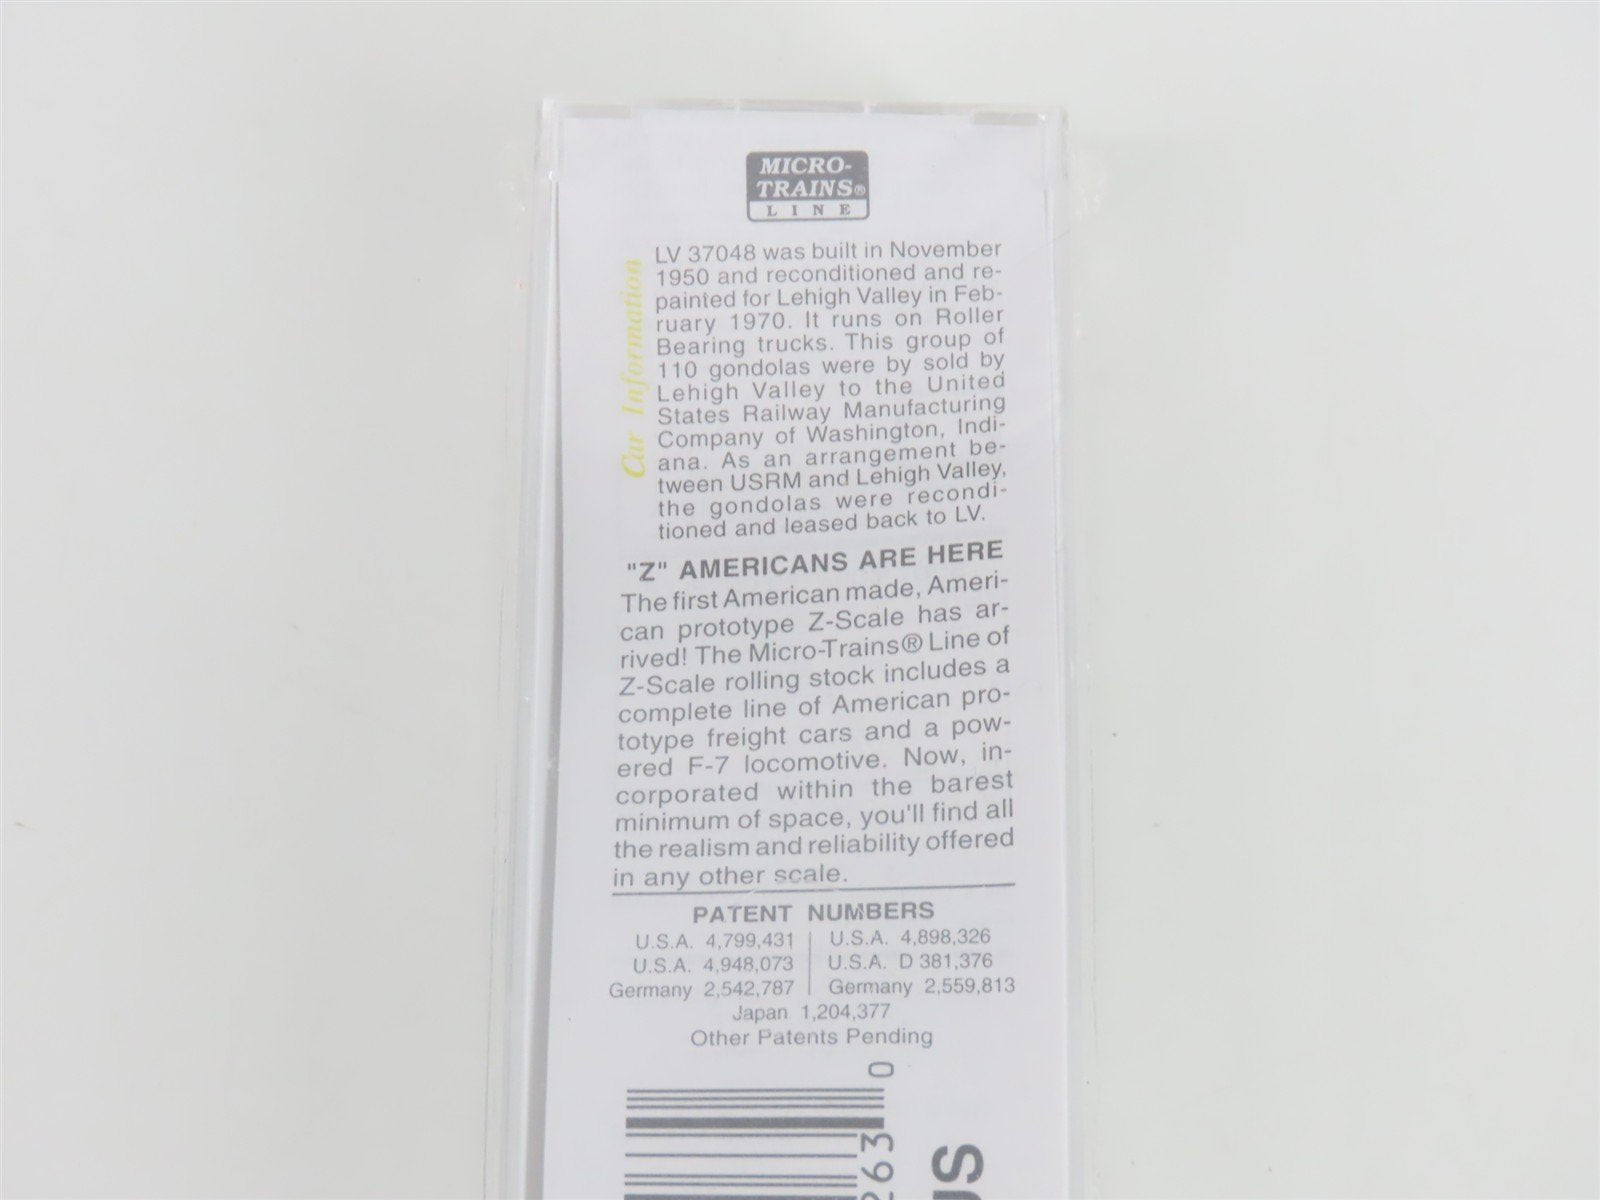 MICRO-
TRAINS®
LINE
Car Information
LV 37048 was built in November
1950 and reconditioned and re-
painted for Lehigh Valley in Feb-
ruary 1970. It runs on Roller
Bearing trucks. This group of
110 gondolas were by sold by
Lehigh Valley to the United
States Railway Manufacturing
Company of Washington, Indi-
ana. As an arrangement be-
tween USRM and Lehigh Valley,
the gondolas were recondi-
tioned and leased back to LV.
"Z" AMERICANS ARE HERE
The first American made, Ameri-
can prototype Z-Scale has ar-
rived! The Micro-Trains® Line of
Z-Scale rolling stock includes a
complete line of American pro-
totype freight cars and a pow-
ered F-7 locomotive. Now, in-
corporated within the barest
minimum of space, you'll find all
the realism and reliability offered
in any other scale.
PATENT NUMBERS
U.S.A. 4,799,431 | U.S.A. 4,898,326
U.S.A. 4,948,073 | U.S.A. D 381,376
Germany 2,542,787 | Germany 2,559,813
Japan 1,204,377
Other Patents Pending
0
263